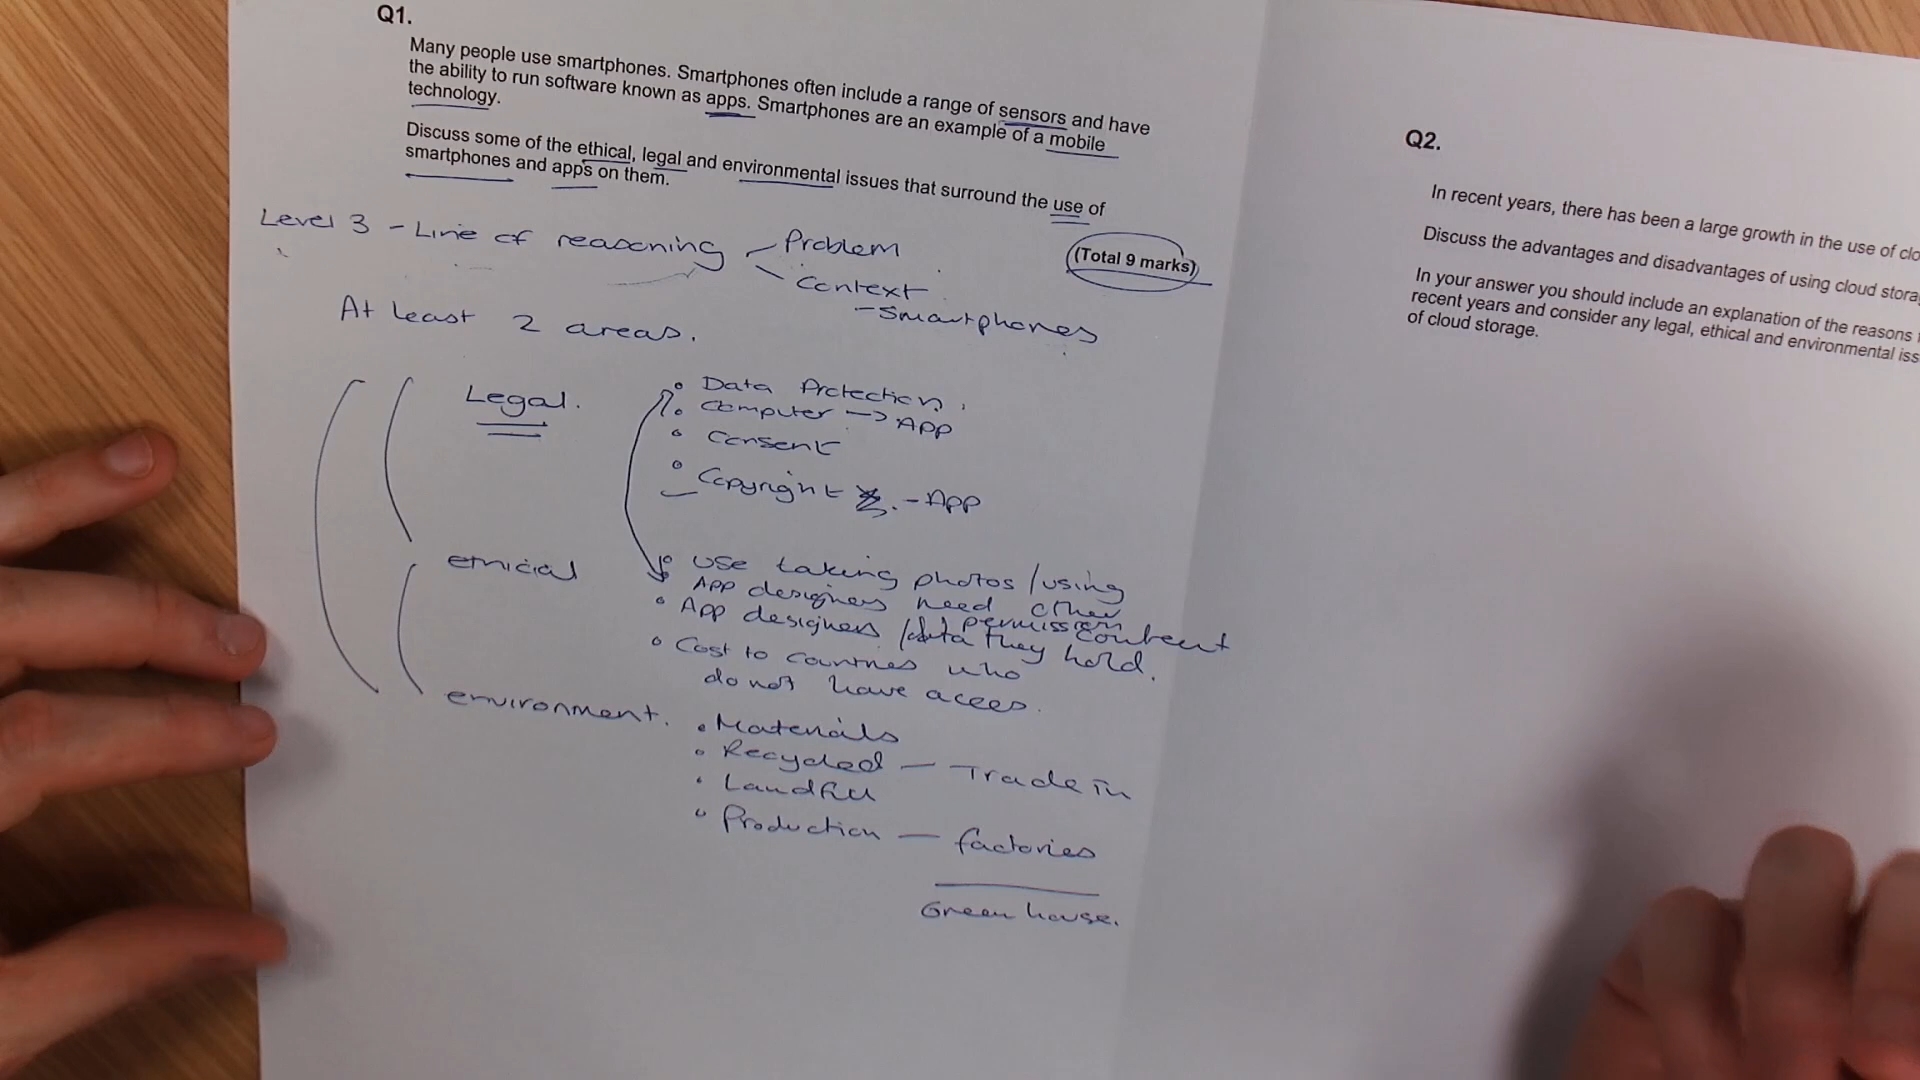 Q1.
Many people use smartphones. Smartphones often include a range of sensors and have
the ability to run software known as apps. Smartphones are an example of a mobile
technology.
Discuss some of the ethical, legal and environmental issues that surround the use of
smartphones and apps on them.
(Total 9 marks)
Level 3 - Line of reasoning - Problem
- Context
- Smartphones
At least 2 areas.
Legal.
• Data Protection.
• Computer → App
• Consent
• Copyright - App
ethicial
• Use taking photos / using
other
content
App designers need permission
• App designers / data they hold.
• Cost to countries who
do not have acces.
environment.
• Materials
• Recycled - Trade in
• Landfill
• Production - factories
Green house.
Q2.
In recent years, there has been a large growth in the use of
Discuss the advantages and disadvantages of using cloud
In your answer you should include an explanation of the reasons
recent years and consider any legal, ethical and environmental
of cloud storage.